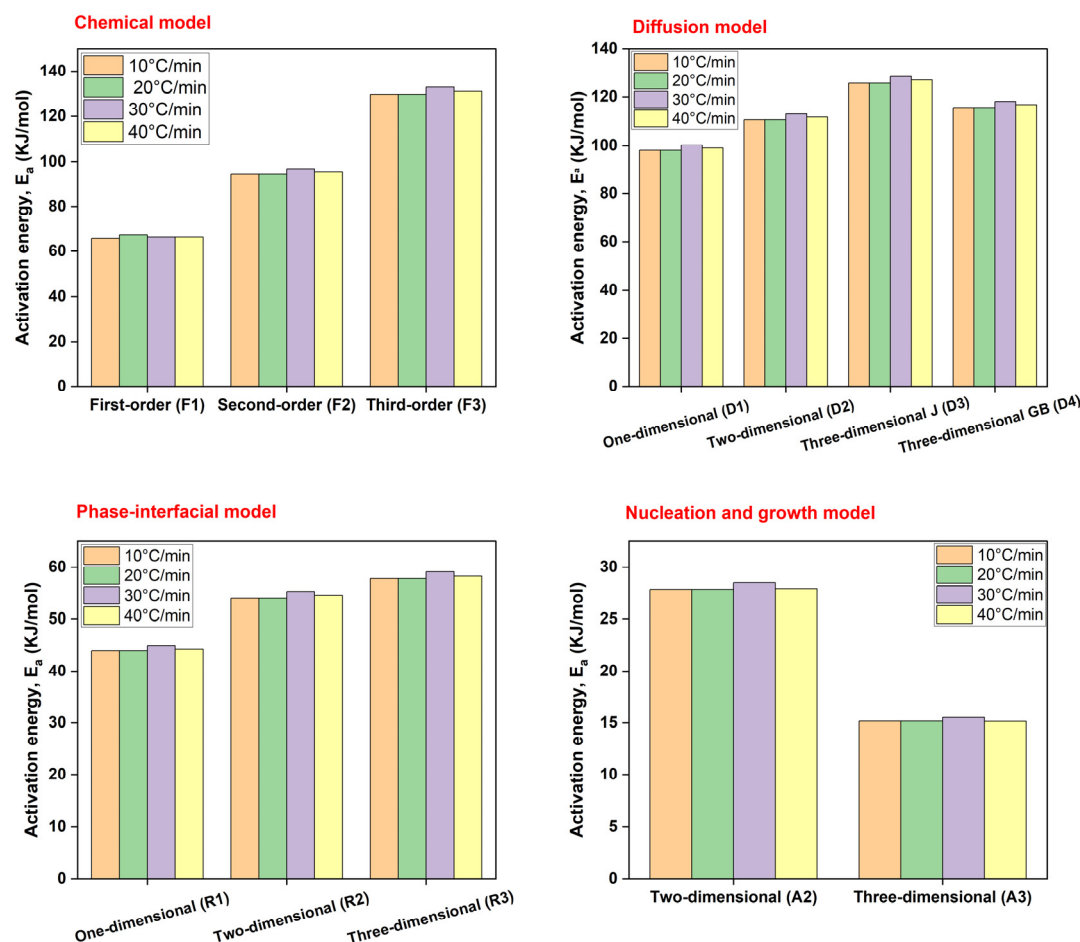 Chemical model
10°C/min
20°C/min
30°C/min
40°C/min
Activation energy, Eₐ (KJ/mol)
140
120
100
80
60
40
20
0
First-order (F1) Second-order (F2) Third-order (F3)
Diffusion model
10°C/min
20°C/min
30°C/min
40°C/min
Activation energy, Eᵃ (KJ/mol)
140
120
100
80
60
40
20
0
One-dimensional (D1)
Two-dimensional (D2)
Three-dimensional J (D3)
Three-dimensional GB (D4)
Phase-interfacial model
10°C/min
20°C/min
30°C/min
40°C/min
Activation energy, Eₐ (KJ/mol)
60
50
40
30
20
10
0
One-dimensional (R1)
Two-dimensional (R2)
Three-dimensional (R3)
Nucleation and growth model
10°C/min
20°C/min
30°C/min
40°C/min
Activation energy, Eₐ (KJ/mol)
30
25
20
15
10
5
0
Two-dimensional (A2) Three-dimensional (A3)